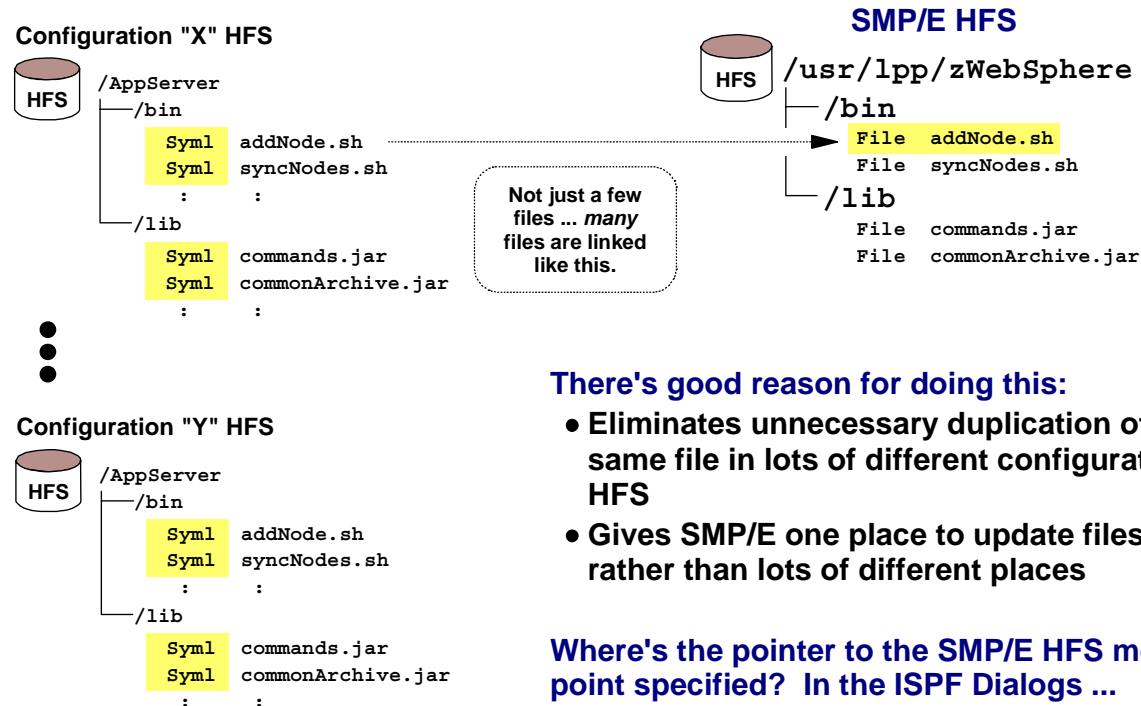 Configuration "X" HFS
HFS
/AppServer
/bin
Syml addNode.sh
Syml syncNodes.sh
: :
/lib
Syml commands.jar
Syml commonArchive.jar
: :
Not just a few
files ... many
files are linked
like this.
SMP/E HFS
HFS
/usr/lpp/zWebSphere
/bin
File addNode.sh
File syncNodes.sh
/lib
File commands.jar
File commonArchive.jar
Configuration "Y" HFS
HFS
/AppServer
/bin
Syml addNode.sh
Syml syncNodes.sh
: :
/lib
Syml commands.jar
Syml commonArchive.jar
: :
There's good reason for doing this:
● Eliminates unnecessary duplication
same file in lots of different
HFS
● Gives SMP/E one place to update files
rather than lots of different places
Where's the pointer to the SMP/E HFS
point specified? In the ISPF Dialogs ...